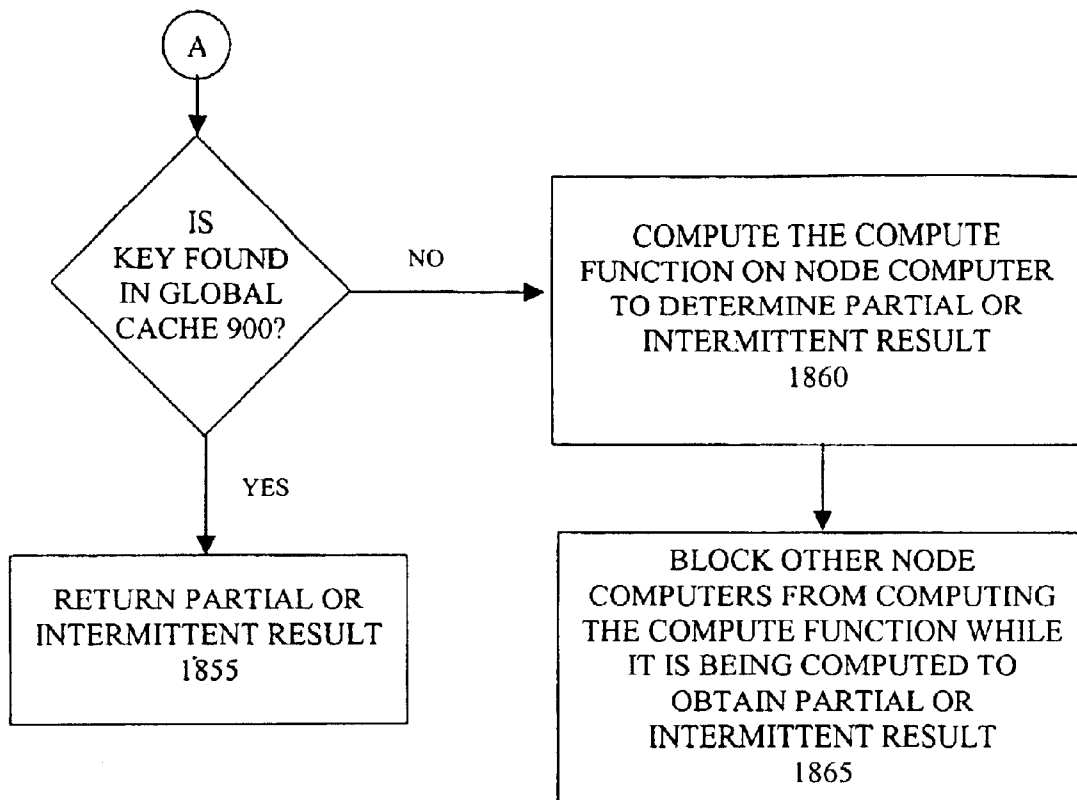 A
IS
KEY FOUND
IN GLOBAL
CACHE 900?
NO
YES
COMPUTE THE COMPUTE
FUNCTION ON NODE COMPUTER
TO DETERMINE PARTIAL OR
INTERMITTENT RESULT
1860
RETURN PARTIAL OR
INTERMITTENT RESULT
1855
BLOCK OTHER NODE
COMPUTERS FROM COMPUTING
THE COMPUTE FUNCTION WHILE
IT IS BEING COMPUTED TO
OBTAIN PARTIAL OR
INTERMITTENT RESULT
1865